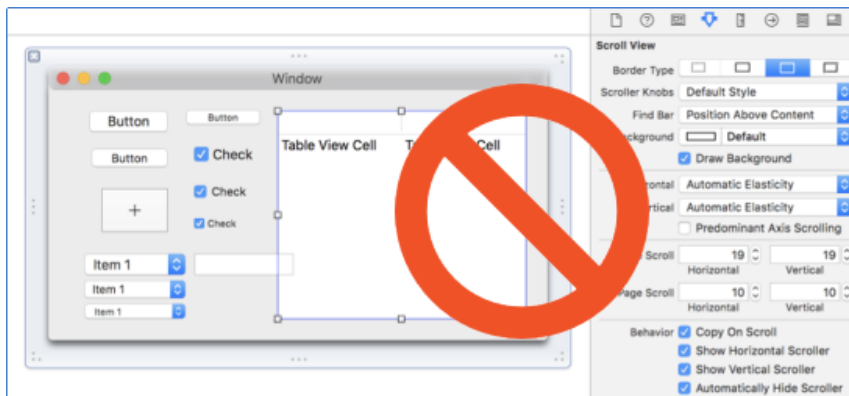 Window
Button
Button
Button
Check
Check
Check
+
Item 1
Item 1
Item 1
Table View Cell
Cell
Scroll View
Border Type
Scroller Knobs
Default Style
Find Bar
Position Above Content
Default
Draw Background
Automatic Elasticity
Automatic Elasticity
Predominant Axis Scrolling
Scroll
19
19
Horizontal
Vertical
Page Scroll
10
10
Horizontal
Vertical
Behavior
Copy On Scroll
Show Horizontal Scroller
Show Vertical Scroller
Automatically Hide Scroller